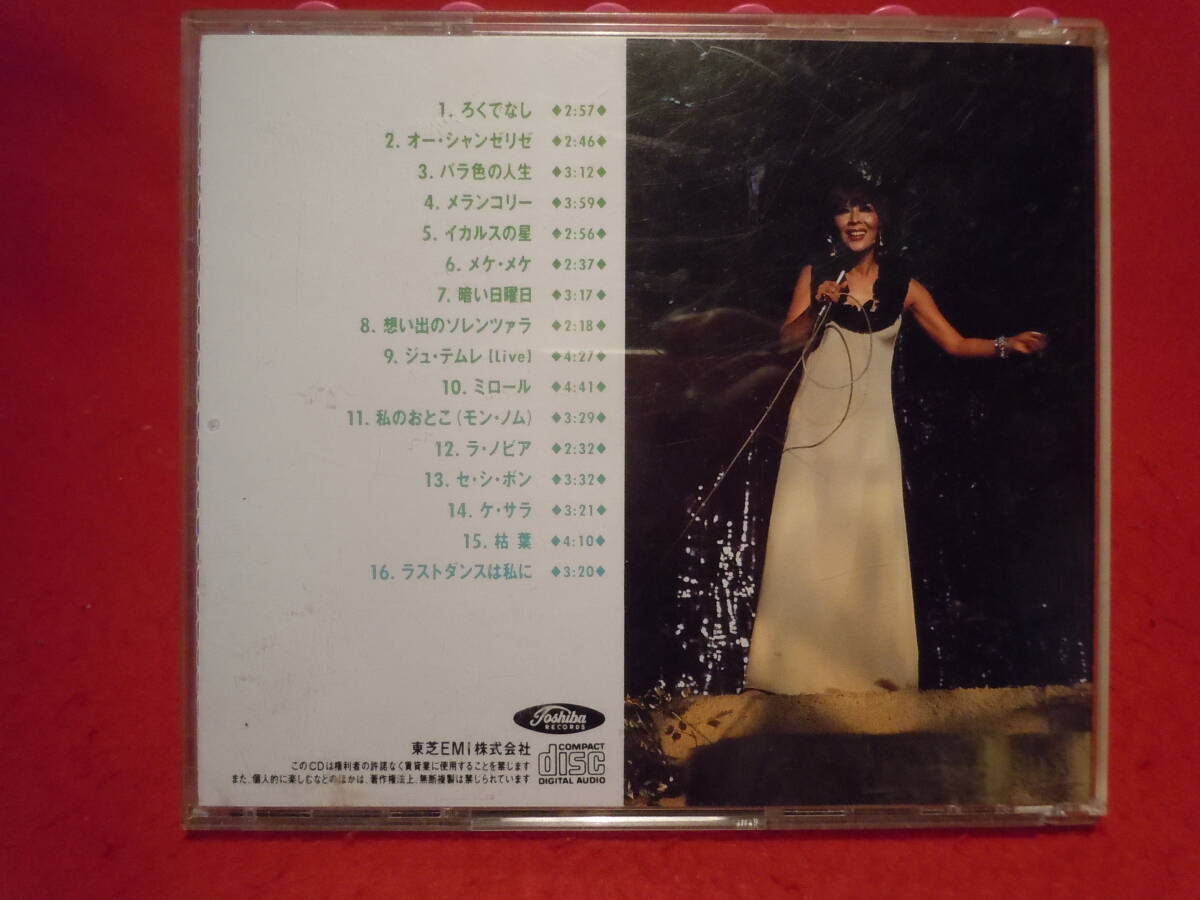 1. ろくでなし ◆2:57◆
2. オー・シャンゼリゼ ◆2:46◆
3. バラ色の人生 ◆3:12◆
4. メランコリー ◆3:59◆
5. イカルスの星 ◆2:56◆
6. メケ・メケ ◆2:37◆
7. 暗い日曜日 ◆3:17◆
8. 想い出のソレンツァラ ◆2:18◆
9. ジュ・テムレ [Live] ◆4:27◆
10. ミロール ◆4:41◆
11. 私のおとこ(モン・ノム) ◆3:29◆
12. ラ・ノビア ◆2:32◆
13. セ・シ・ボン ◆3:32◆
14. ケ・サラ ◆3:21◆
15. 枯葉 ◆4:10◆
16. ラストダンスは私に ◆3:20◆
Toshiba
RECORDS
東芝EMI株式会社
このCDは権利者の許諾なく賃貸業に使用することを禁じます
また、個人的に楽しむなどのほかは、著作権法上、無断複製は禁じられています
COMPACT
disc
DIGITAL AUDIO